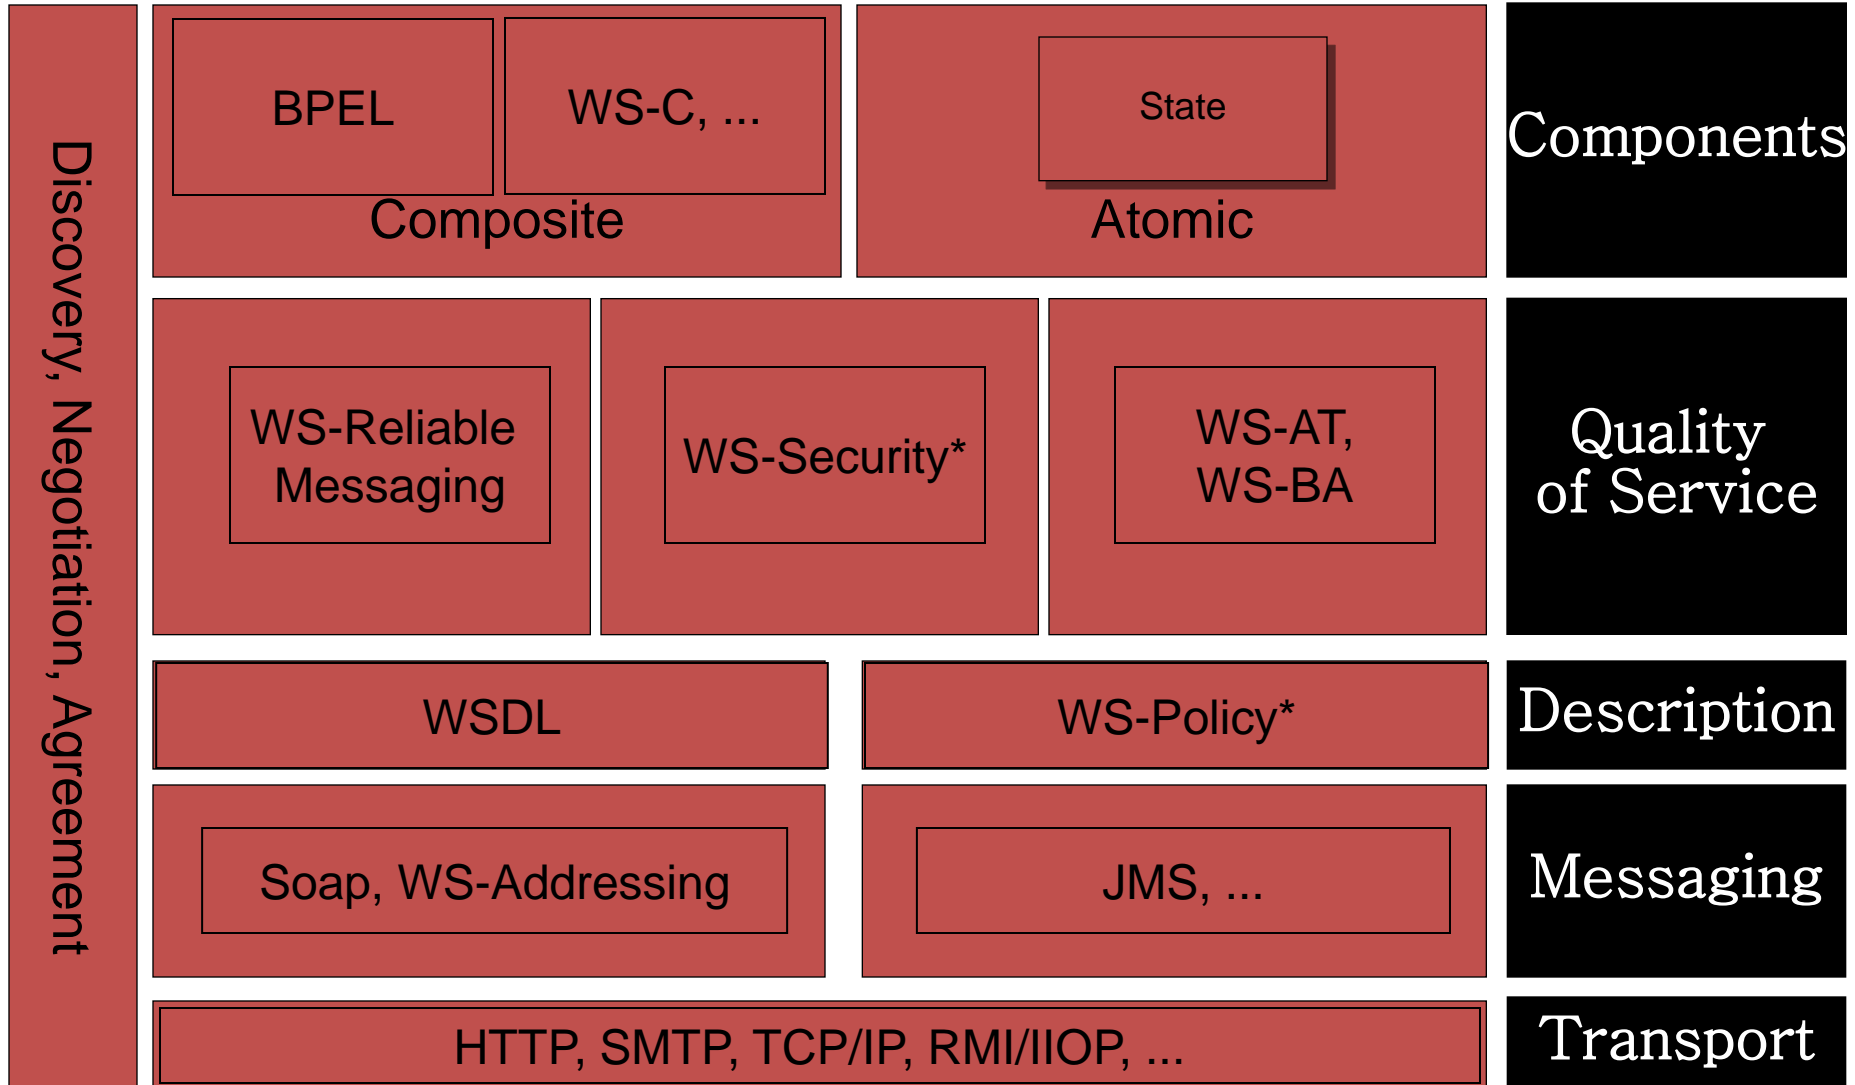 Discovery, Negotiation, Agreement
BPEL
WS-C, ...
Composite
State
Atomic
Components
WS-Reliable
Messaging
WS-Security*
WS-AT,
WS-BA
Quality
of Service
WSDL
WS-Policy*
Description
Soap, WS-Addressing
JMS, ...
Messaging
HTTP, SMTP, TCP/IP, RMI/IIOP, ...
Transport